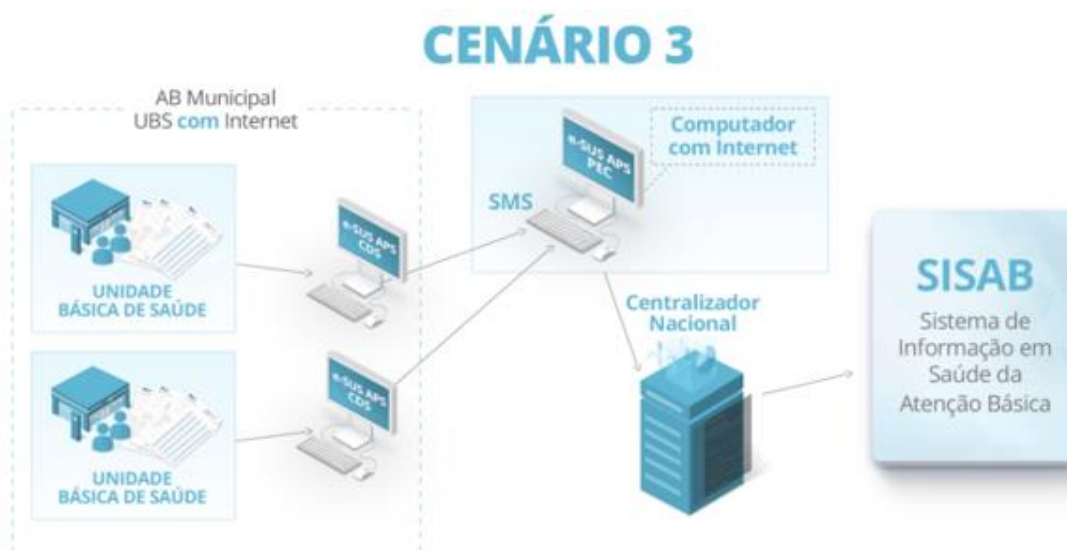 CENÁRIO 3
AB Municipal
UBS com Internet
UNIDADE
BÁSICA DE SAÚDE
e-SUS APS
CDS
UNIDADE
BÁSICA DE SAÚDE
e-SUS APS
CDS
SMS
e-SUS APS
PEC
Computador
com Internet
Centralizador
Nacional
SISAB
Sistema de
Informação em
Saúde da
Atenção Básica